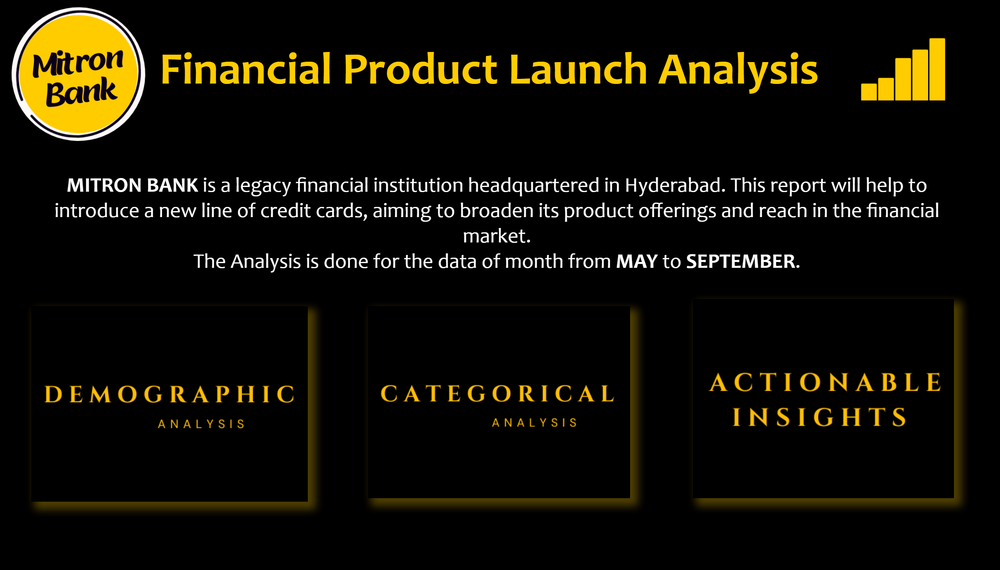 Mitron
Bank
Financial Product Launch Analysis
MITRON BANK is a legacy financial institution headquartered in Hyderabad. This report will help to
introduce a new line of credit cards, aiming to broaden its product offerings and reach in the financial
market.
The Analysis is done for the data of month from MAY to SEPTEMBER.
DEMOGRAPHIC
ANALYSIS
CATEGORICAL
ANALYSIS
ACTIONABLE
INSIGHTS